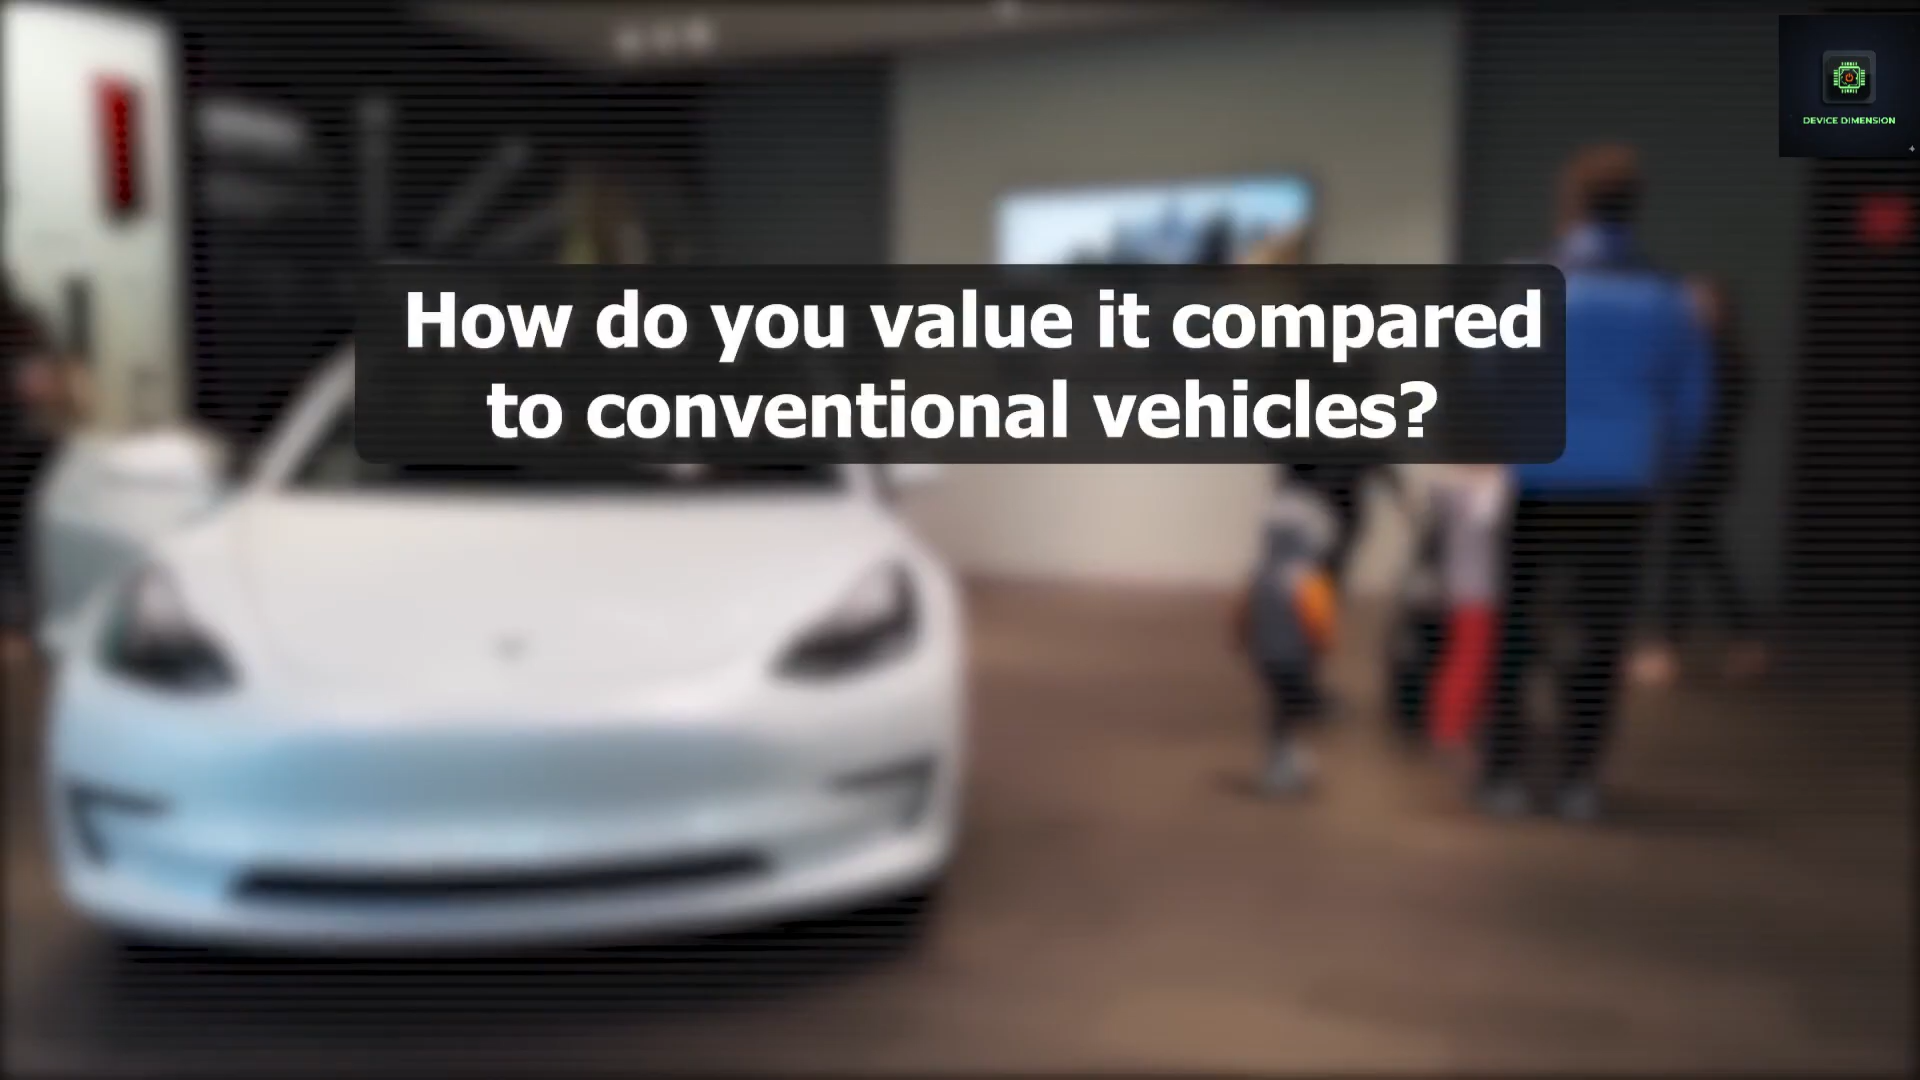 DEVICE DIMENSION
How do you value it compared
to conventional vehicles?